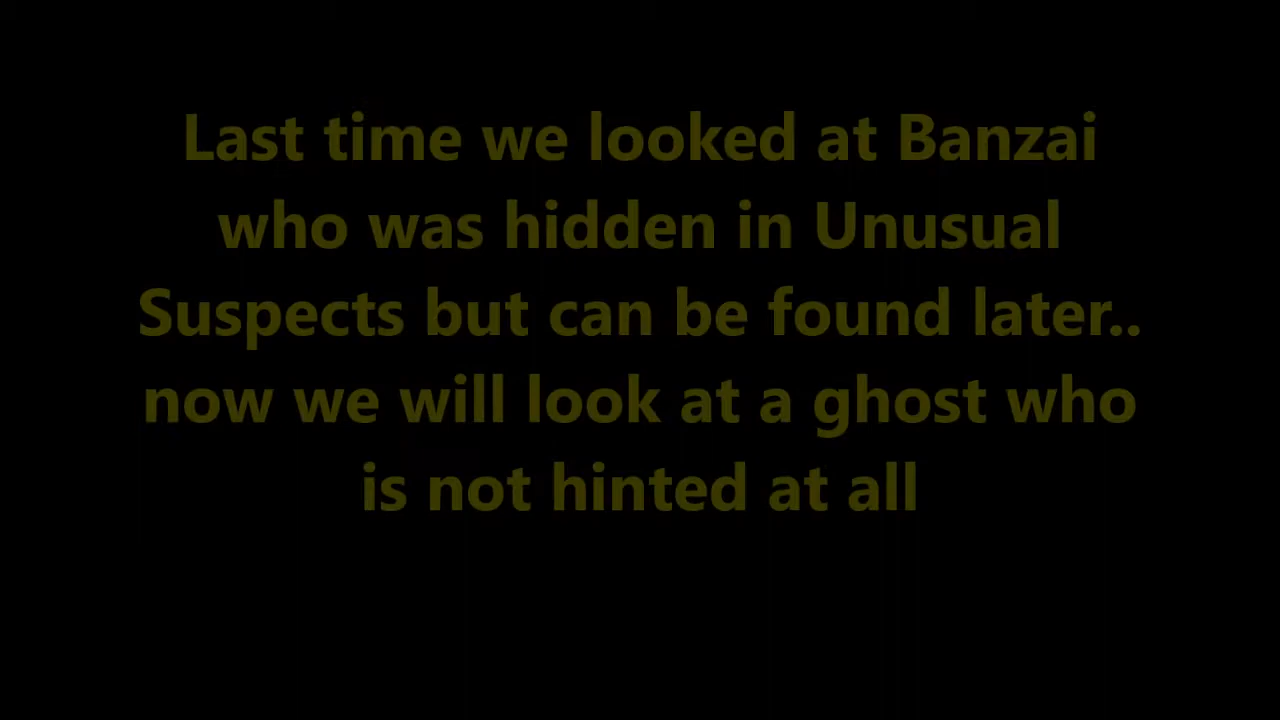 Last time we looked at Banzai
who was hidden in Unusual
Suspects but can be found later..
now we will look at a ghost who
is not hinted at all